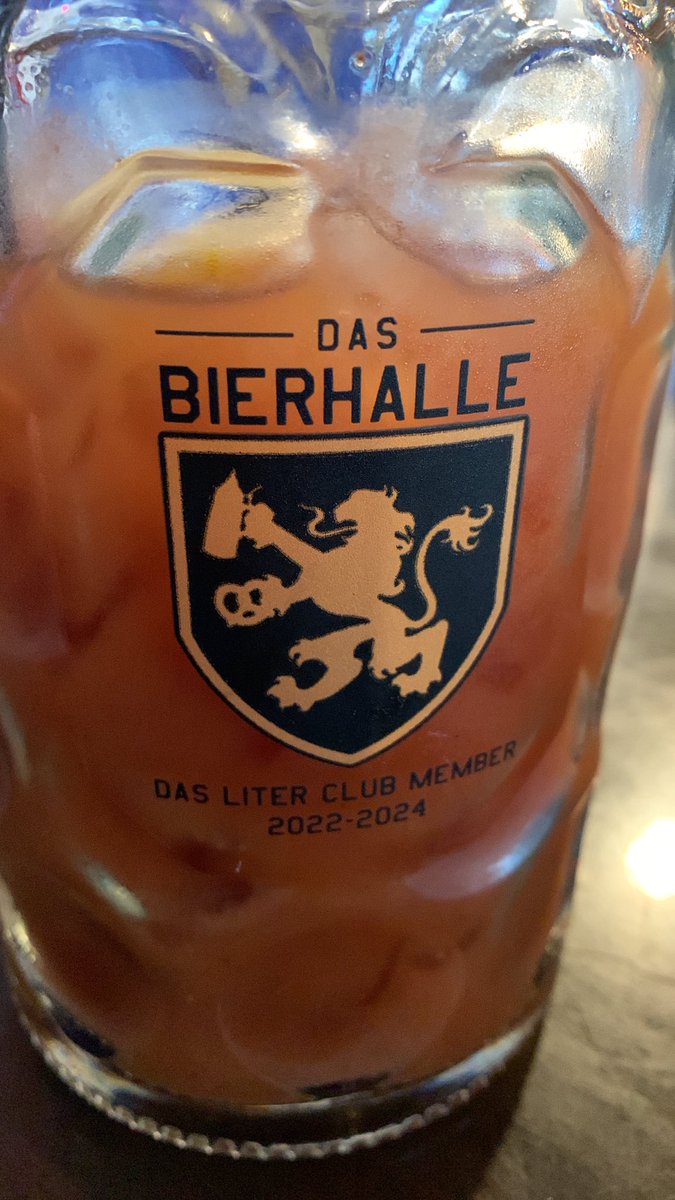 DAS
BIERHALLE
DAS LITER CLUB MEMBER
2022-2024